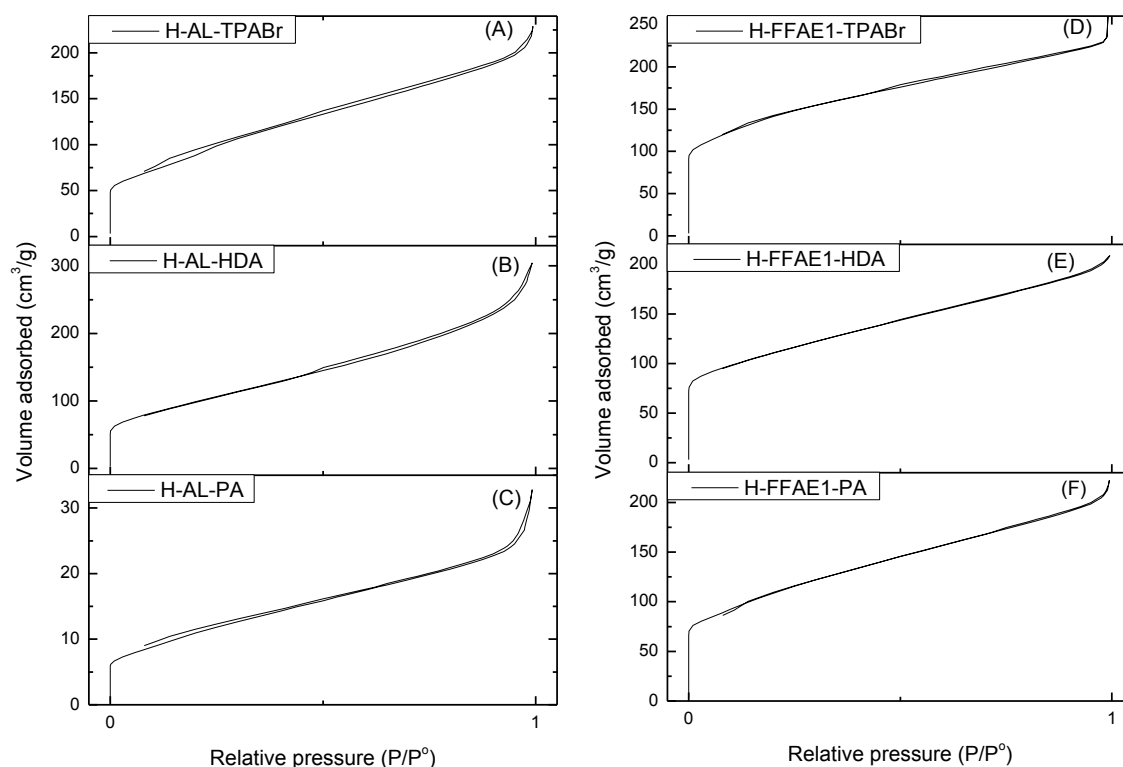 H-AL-TPABr
(A)
200
150
100
50
0
H-AL-HDA
(B)
300
200
100
0
H-AL-PA
(C)
30
20
10
0
0
1
Volume adsorbed (cm³/g)
Relative pressure (P/P°)
H-FFAE1-TPABr
(D)
250
200
150
100
50
0
H-FFAE1-HDA
(E)
200
150
100
50
0
H-FFAE1-PA
(F)
200
150
100
50
0
0
1
Volume adsorbed (cm³/g)
Relative pressure (P/P°)